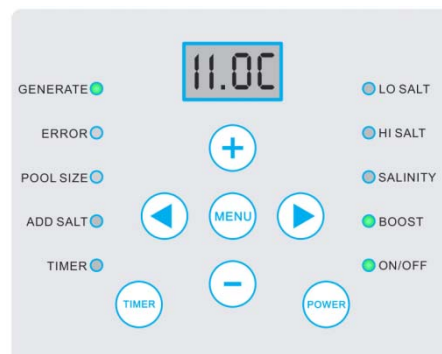 11.0C
GENERATE
LO SALT
ERROR
HI SALT
POOL SIZE
MENU
SALINITY
ADD SALT
BOOST
TIMER
ON/OFF
TIMER
POWER